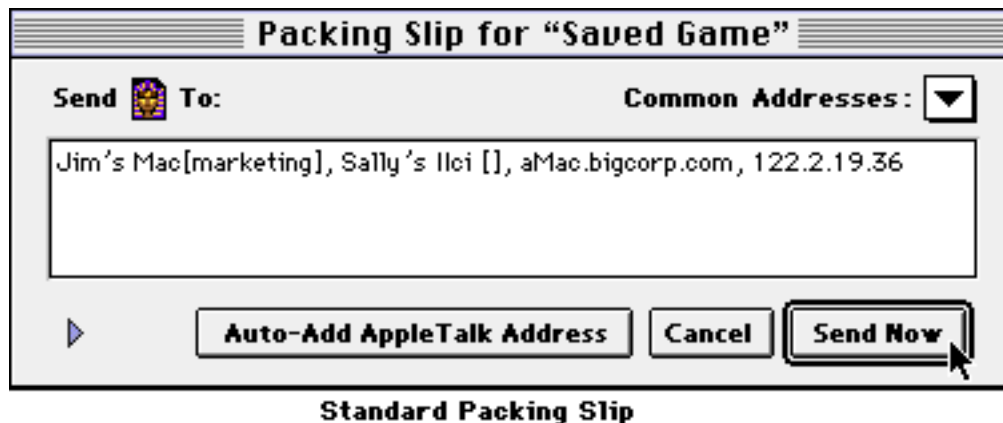 Packing Slip for “Saved Game”
Send To: Common Addresses:
Jim's Mac[marketing], Sally's IIci [], aMac.bigcorp.com, 122.2.19.36
Auto-Add AppleTalk Address Cancel Send Now
Standard Packing Slip